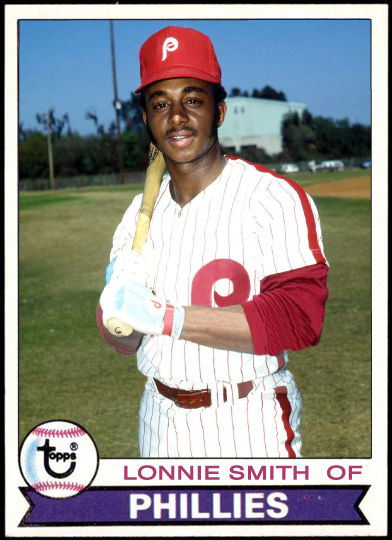 P
P
topps®
LONNIE SMITH OF
PHILLIES